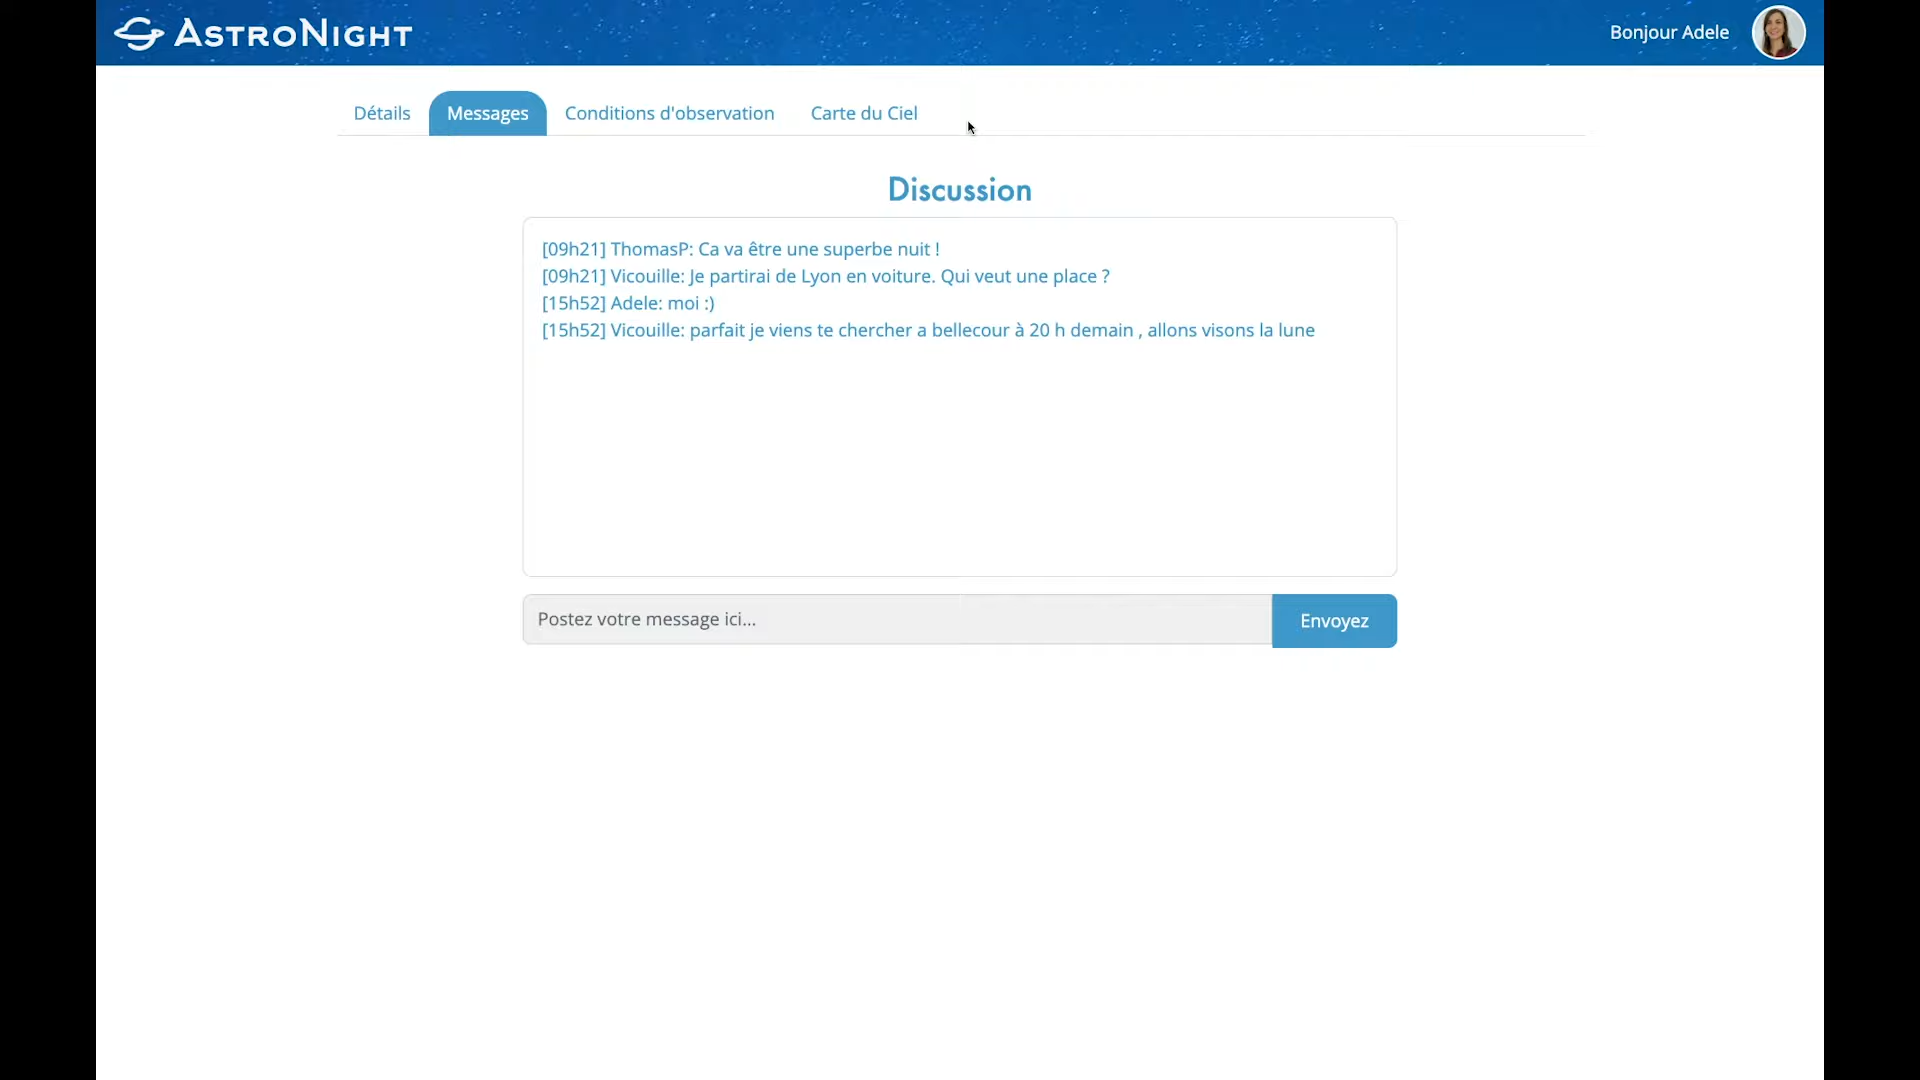 ASTRONIGHT
Bonjour Adele
Détails
Messages
Conditions d'observation
Carte du Ciel
Discussion
[09h21] ThomasP: Ca va être une superbe nuit !
[09h21] Vicouille: Je partirai de Lyon en voiture. Qui veut une place ?
[15h52] Adele: moi :)
[15h52] Vicouille: parfait je viens te chercher a bellecour à 20 h demain , allons visons la lune
Postez votre message ici...
Envoyez